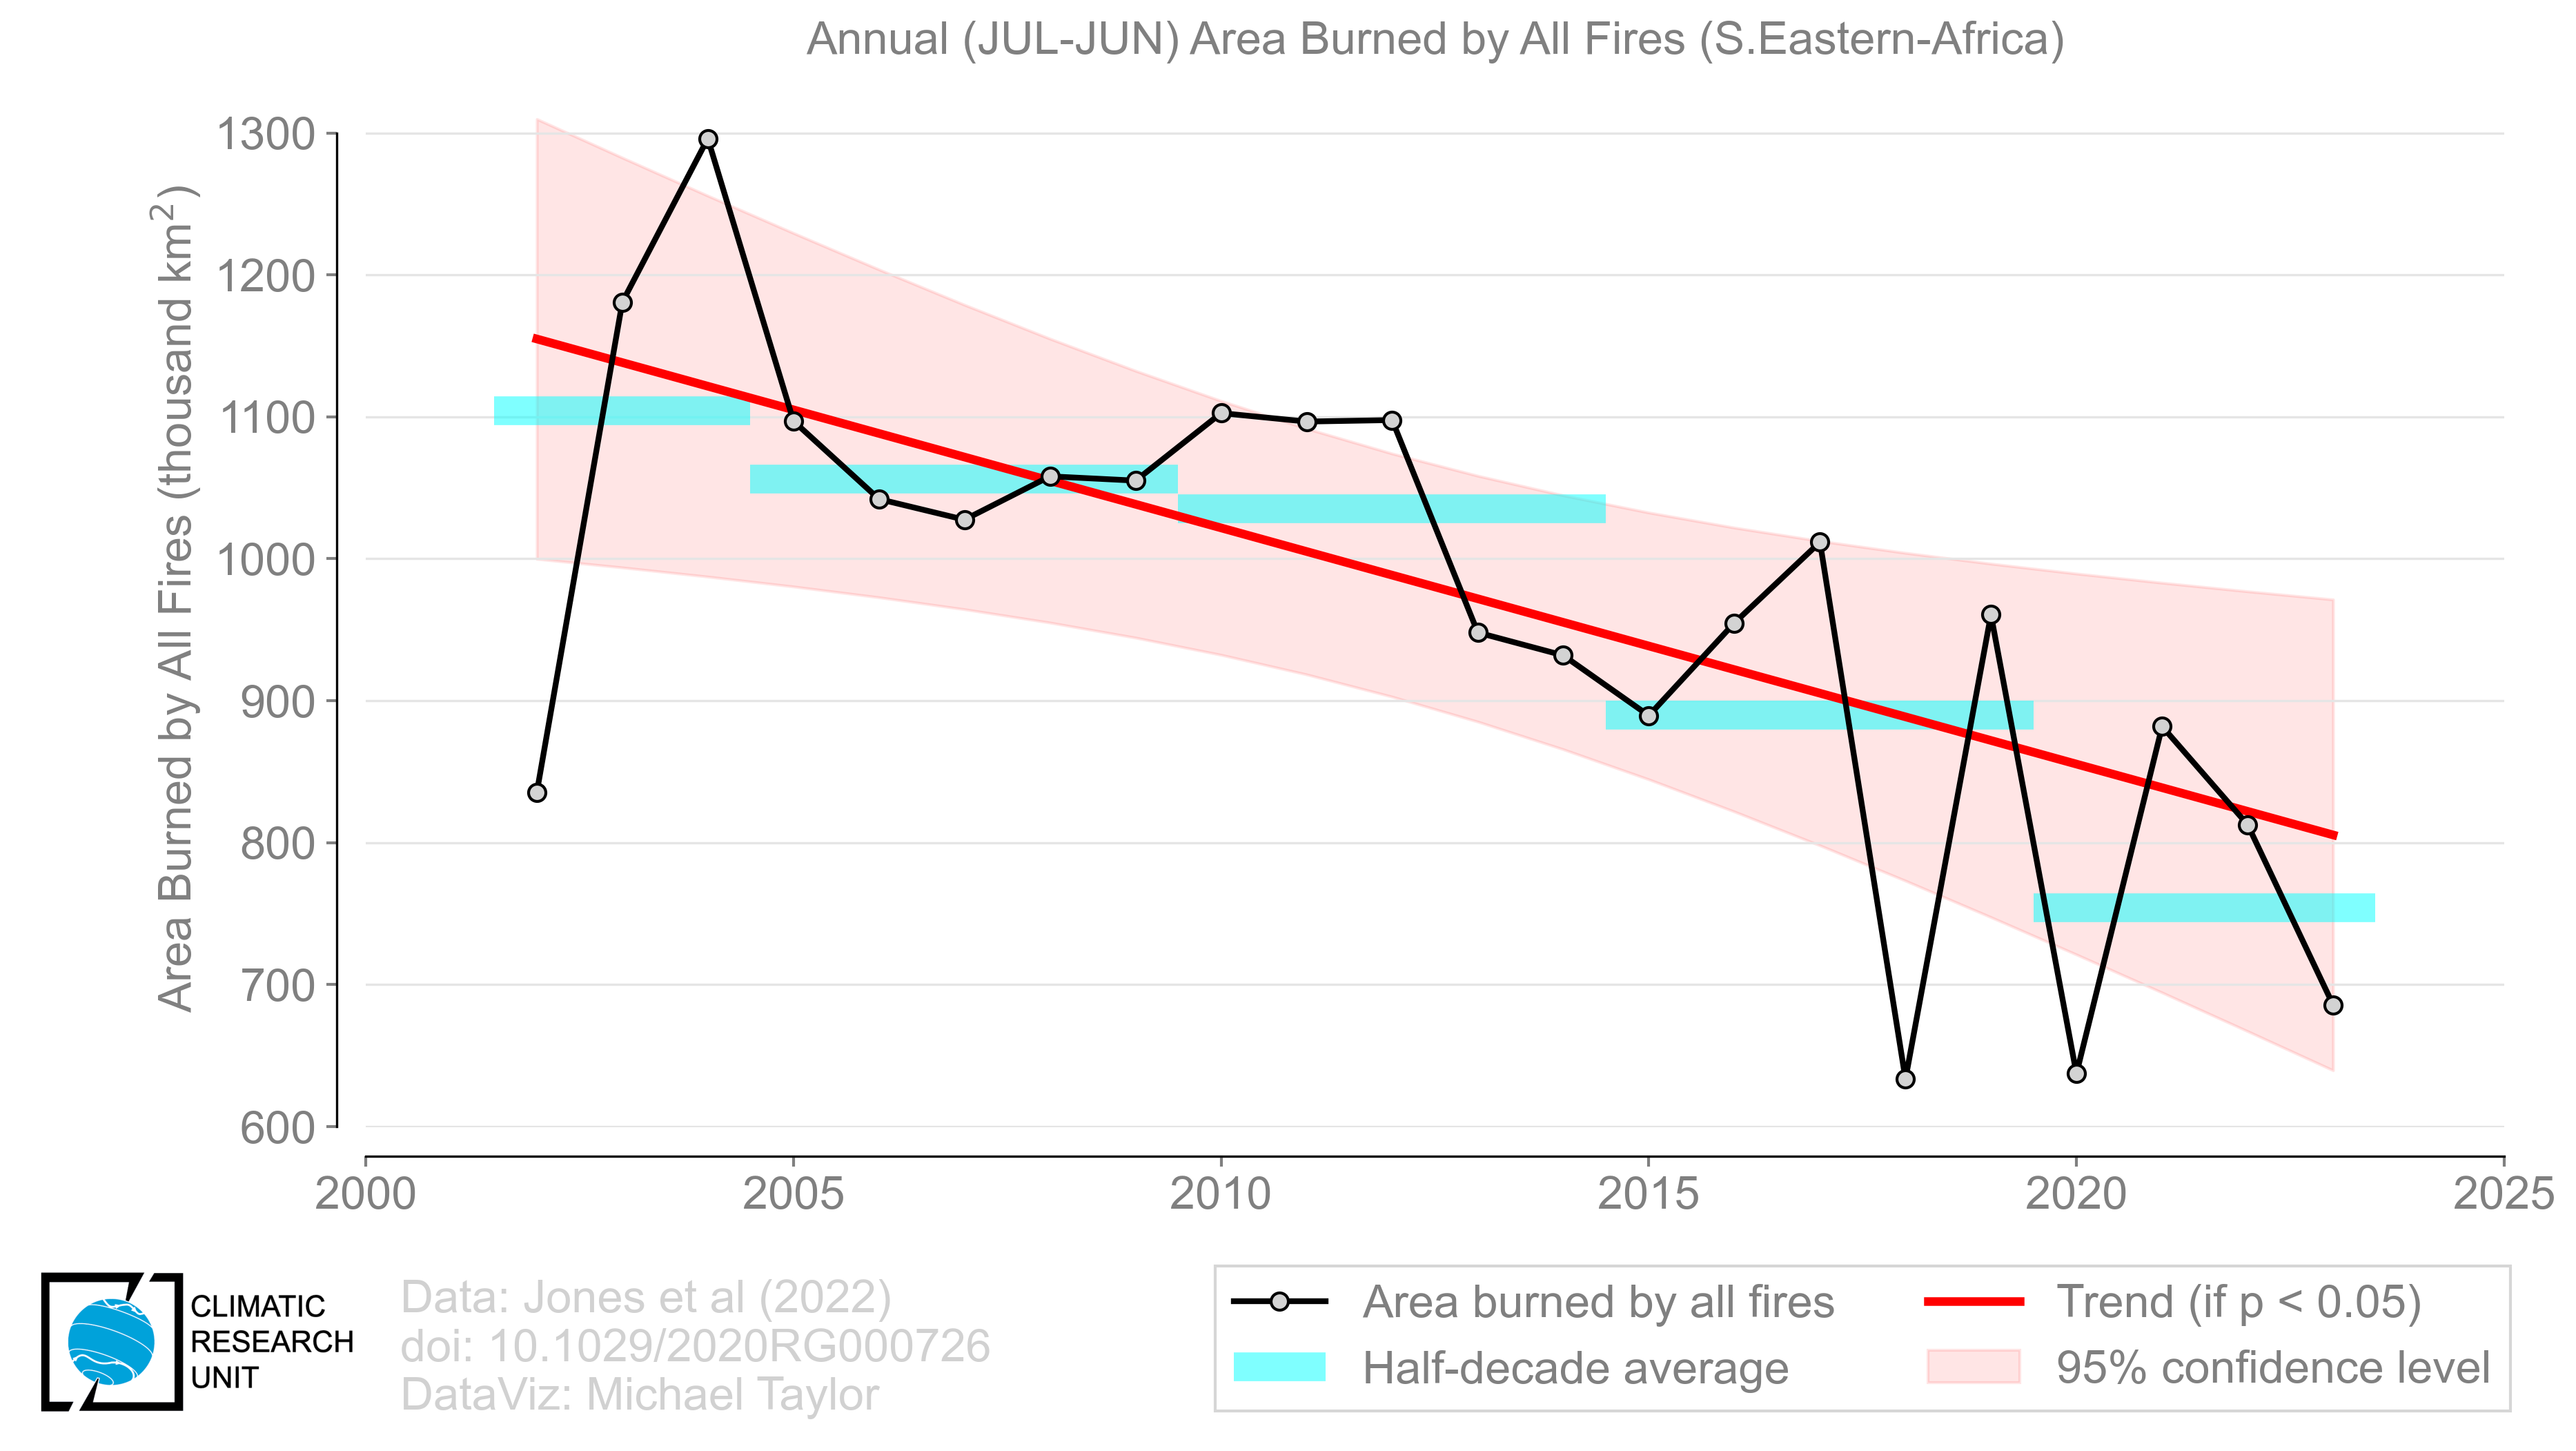 Annual (JUL-JUN) Area Burned by All Fires (S.Eastern-Africa)
Area Burned by All Fires (thousand km²)
1300
1200
1100
1000
900
800
700
600
2000 2005 2010 2015 2020 2025
CLIMATIC
RESEARCH
UNIT
Data: Jones et al (2022)
doi: 10.1029/2020RG000726
DataViz: Michael Taylor
Area burned by all fires
Half-decade average
Trend (if p < 0.05)
95% confidence level